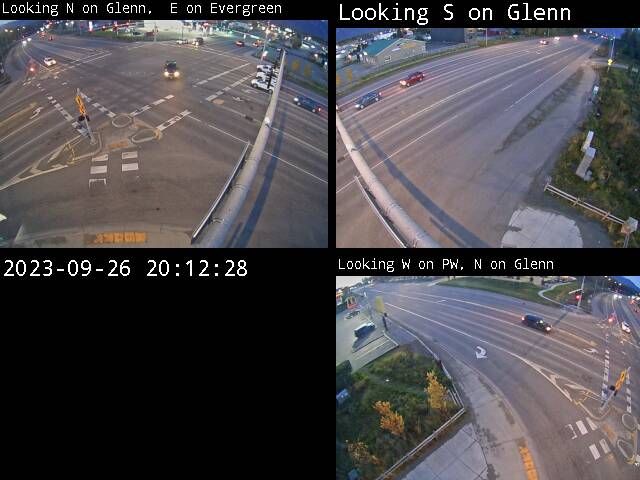 Looking N on Glenn,  E on Evergreen
Looking S on Glenn
2023-09-26 20:12:28
Looking W on PW, N on Glenn